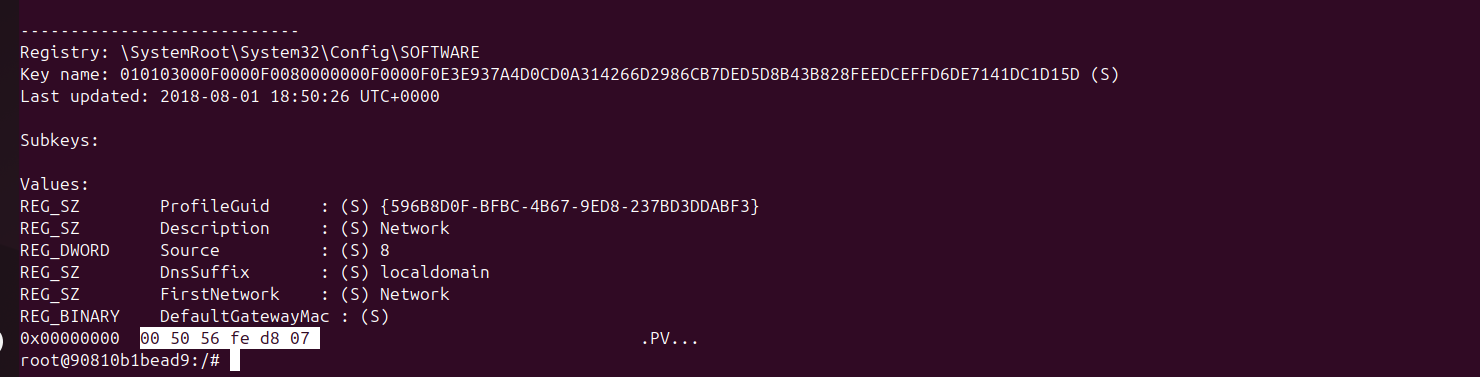 ----------------------------
Registry: \SystemRoot\System32\Config\SOFTWARE
Key name: 010103000F0000F0080000000F0000F0E3E937A4D0CD0A314266D2986CB7DED5D8B43B828FEEDCEFFD6DE7141DC1D15D (S)
Last updated: 2018-08-01 18:50:26 UTC+0000
Subkeys:
Values:
REG_SZ        ProfileGuid     : (S) {596B8D0F-BFBC-4B67-9ED8-237BD3DDABF3}
REG_SZ        Description     : (S) Network
REG_DWORD     Source          : (S) 8
REG_SZ        DnsSuffix       : (S) localdomain
REG_SZ        FirstNetwork    : (S) Network
REG_BINARY    DefaultGatewayMac : (S)
0x00000000  00 50 56 fe d8 07                                 .PV...
root@90810b1bead9:/#